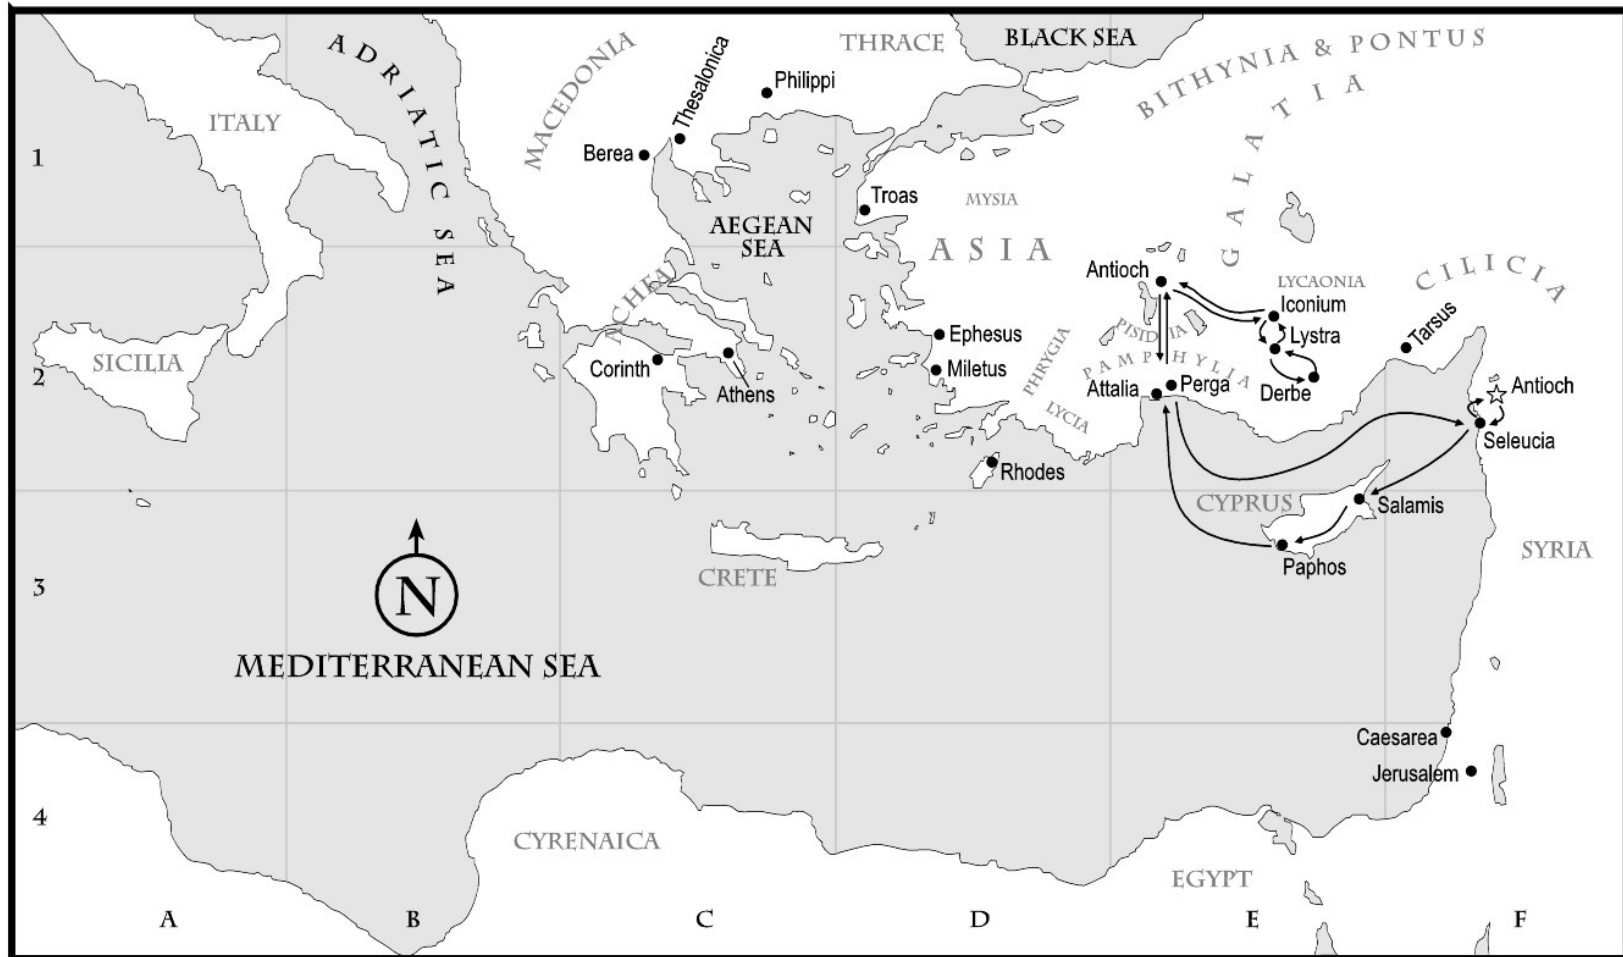 ADRIATIC SEA
ITALY
MACEDONIA
Thesalonica
Philippi
THRACE
BLACK SEA
BITHYNIA & PONTUS
GALATIA
1
Berea
Troas
MYSIA
AEGEAN
SEA
ASIA
ACHEA
Antioch
LYCAONIA
CILICIA
Iconium
Lystra
Tarsus
SICILIA
Ephesus
PISIDIA
PHRYGIA
PAMPHYLIA
2
Corinth
Athens
Miletus
Attalia
Perga
Derbe
Antioch
LYCIA
Seleucia
Rhodes
CYPRUS
Salamis
N
CRETE
Paphos
SYRIA
3
MEDITERRANEAN SEA
Caesarea
Jerusalem
4
CYRENAICA
EGYPT
A
B
C
D
E
F